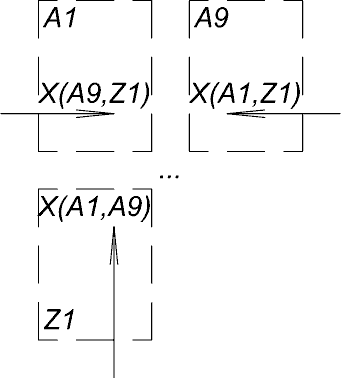 A1 A9
X(A9,Z1) X(A1,Z1)
...
X(A1,A9)
Z1